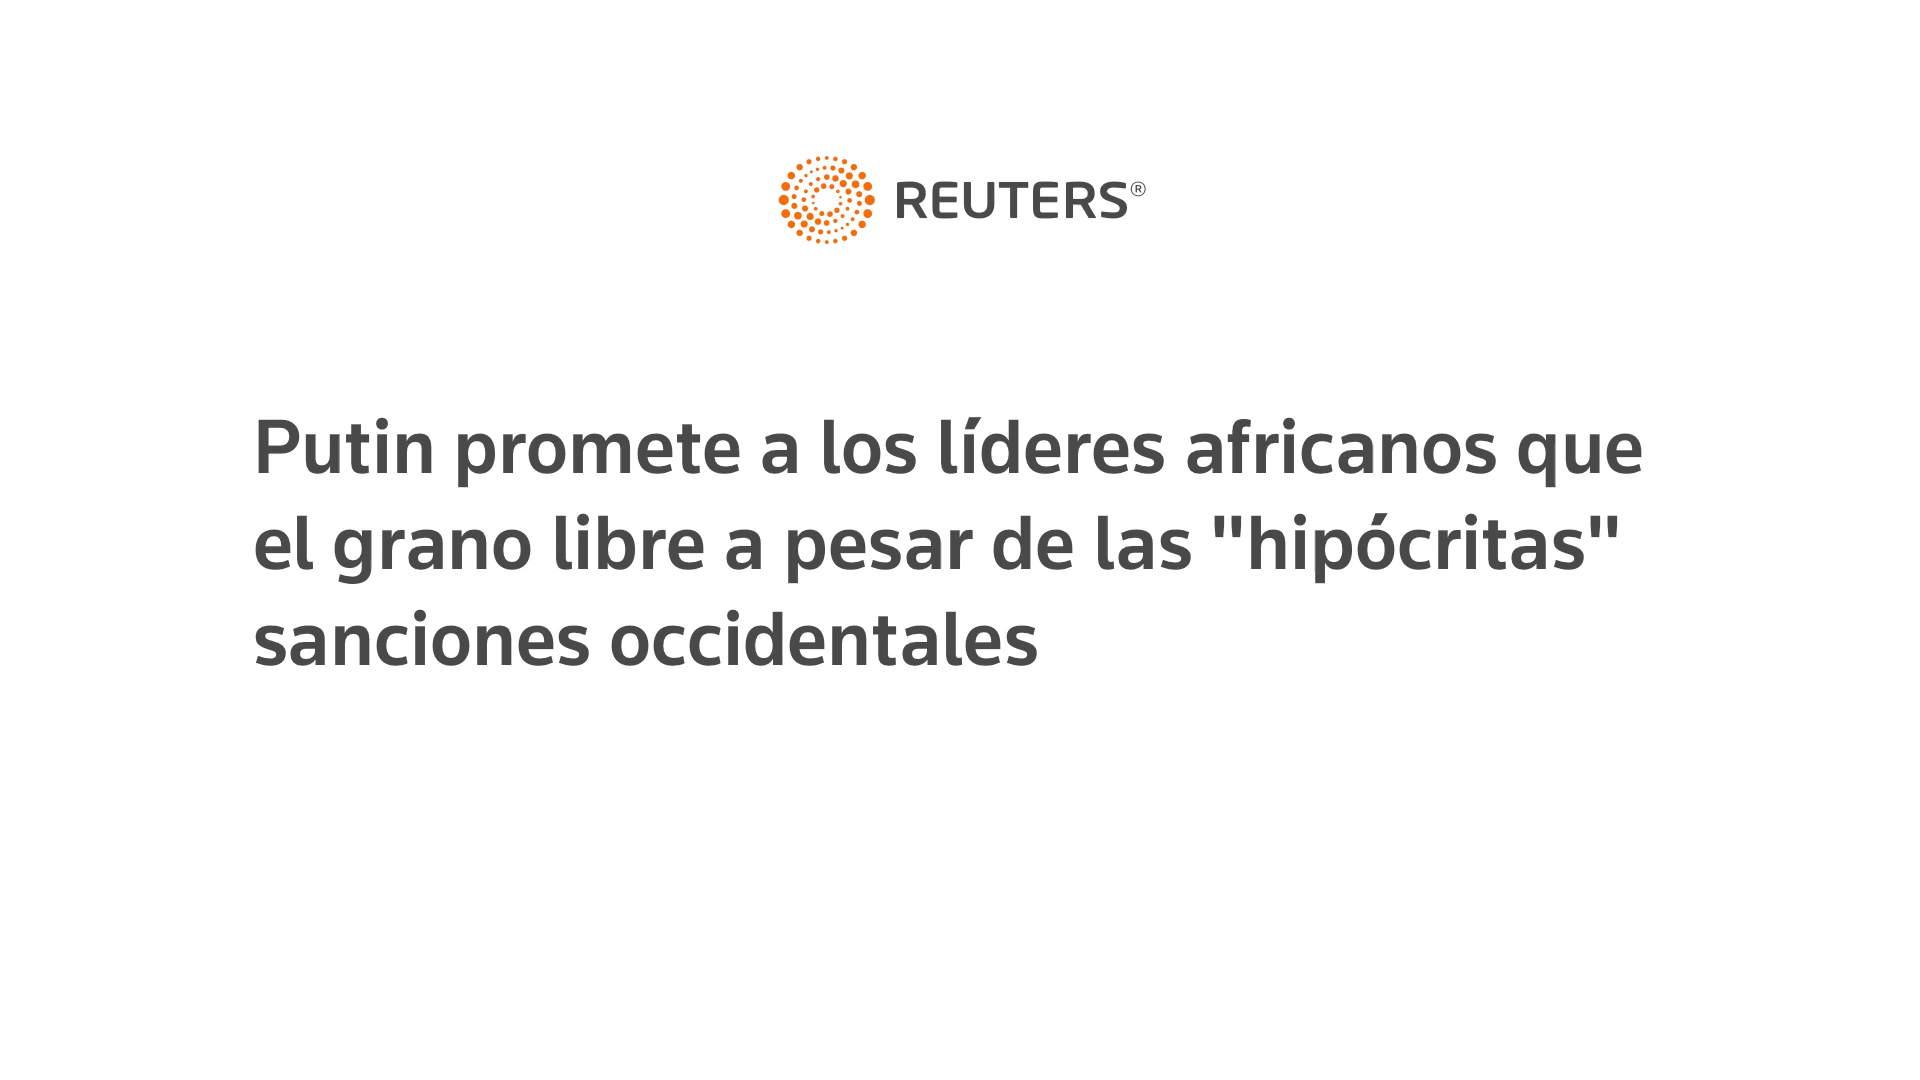 REUTERS®
Putin promete a los líderes africanos que
el grano libre a pesar de las "hipócritas"
sanciones occidentales